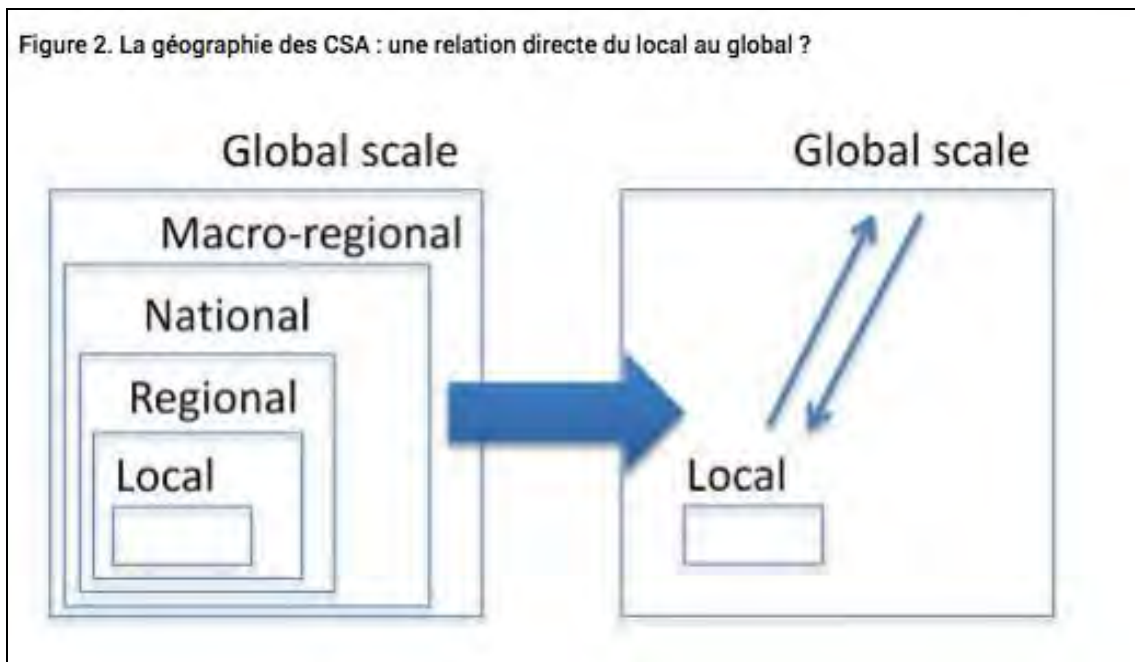 Figure 2. La géographie des CSA : une relation directe du local au global ?
Global scale
Macro-regional
National
Regional
Local
Global scale
Local